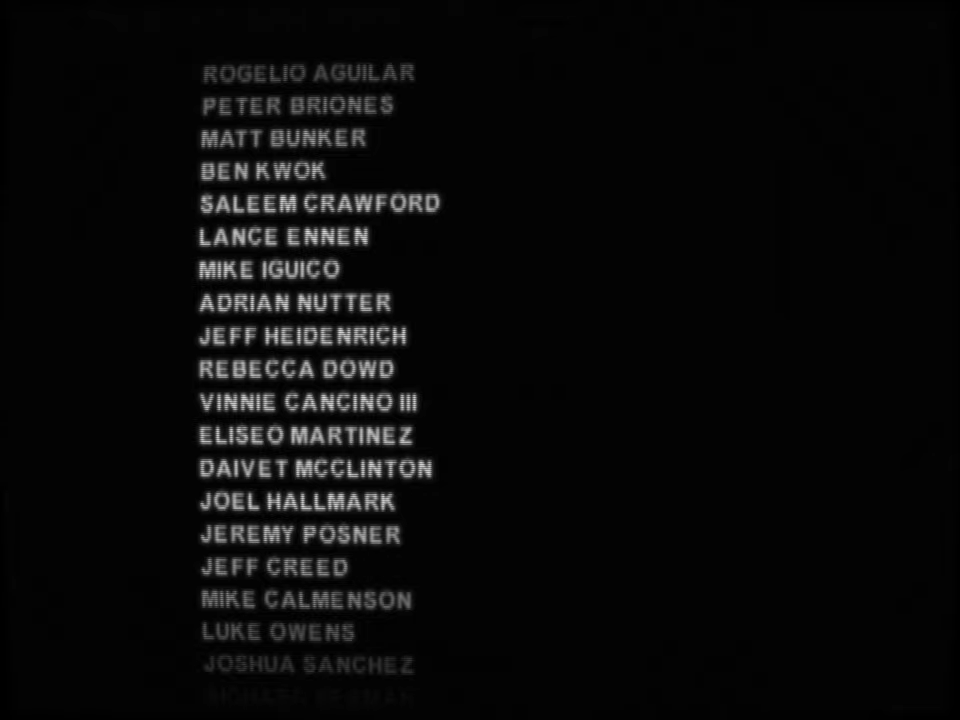 ROGELIO AGUILAR
PETER BRIONES
MATT BUNKER
BEN KWOK
SALEEM CRAWFORD
LANCE ENNEN
MIKE IGUICO
ADRIAN NUTTER
JEFF HEIDENRICH
REBECCA DOWD
VINNIE CANCINO III
ELISEO MARTINEZ
DAIVET MCCLINTON
JOEL HALLMARK
JEREMY POSNER
JEFF CREED
MIKE CALMENSON
LUKE OWENS
JOSHUA SANCHEZ